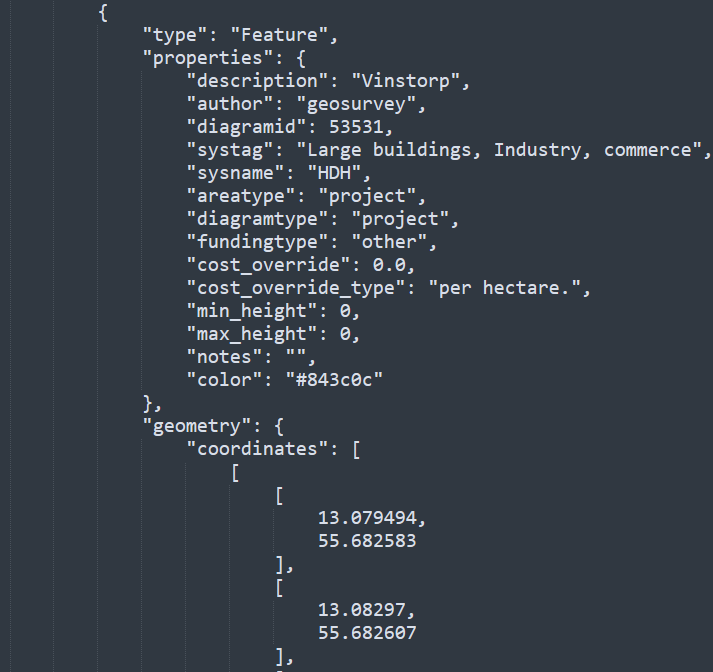 {
"type": "Feature",
"properties": {
"description": "Vinstorp",
"author": "geosurvey",
"diagramid": 53531,
"systag": "Large buildings, Industry, commerce",
"sysname": "HDH",
"areatype": "project",
"diagramtype": "project",
"fundingtype": "other",
"cost_override": 0.0,
"cost_override_type": "per hectare.",
"min_height": 0,
"max_height": 0,
"notes": "",
"color": "#843c0c"
},
"geometry": {
"coordinates": [
[
[
13.079494,
55.682583
],
[
13.08297,
55.682607
],